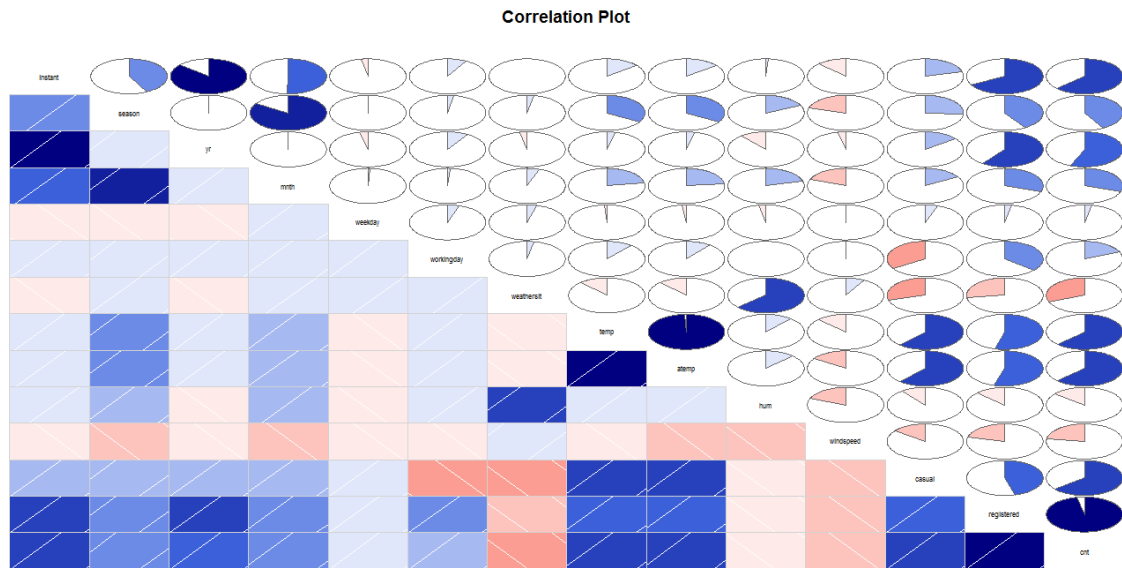 Correlation Plot
instant
season
yr
mnth
weekday
workingday
weathersit
temp
atemp
hum
windspeed
casual
registered
cnt